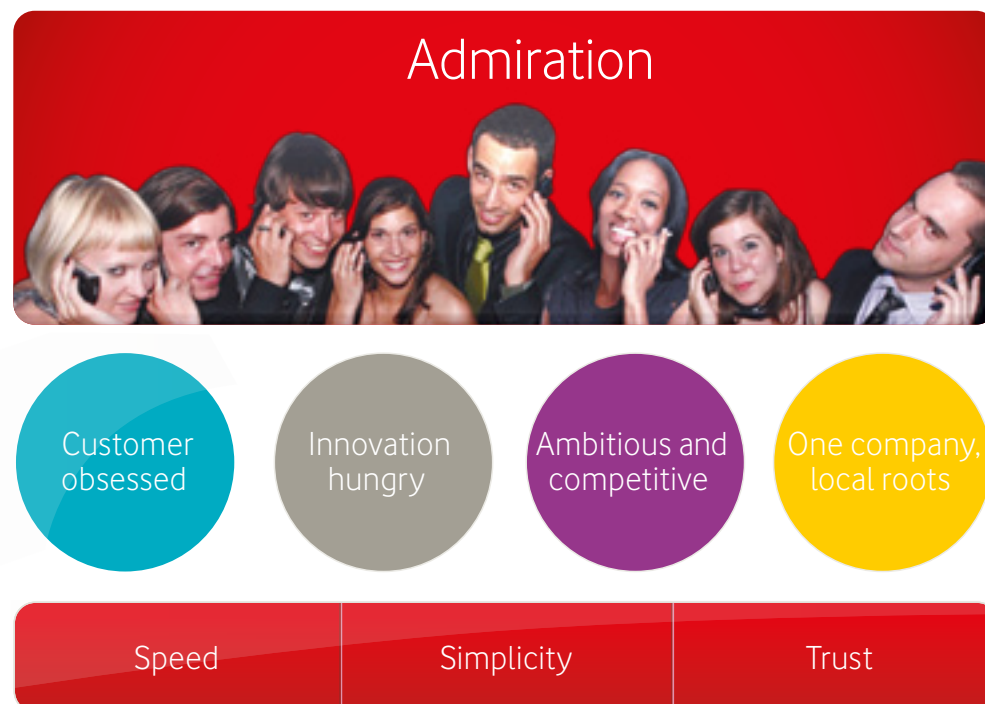 Admiration
Customer
obsessed
Innovation
hungry
Ambitious and
competitive
One company,
local roots
Speed
Simplicity
Trust